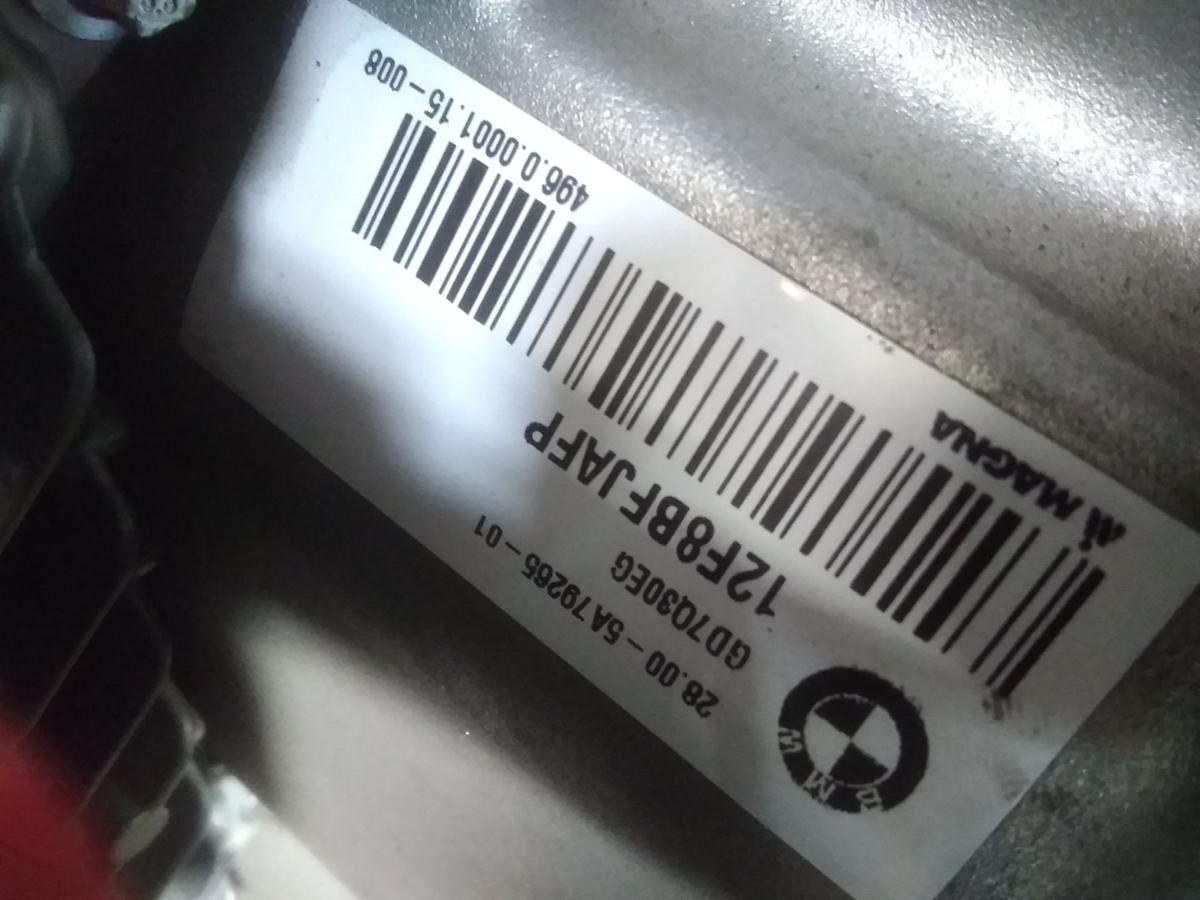 BMW
28.00 - 5A79265 - 01
GD7Q30EG
12F8BFJAFP
MAGNA
496.0.0001.15 - 008